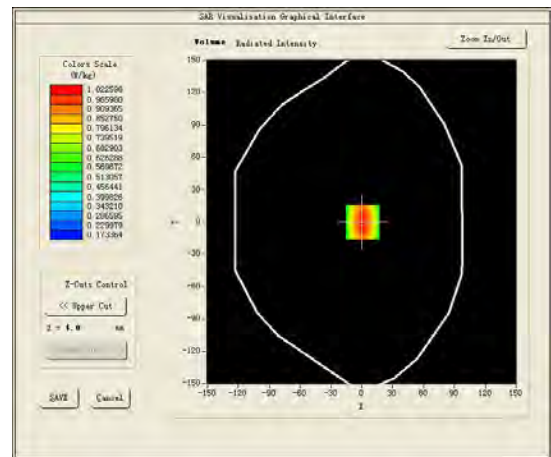 SAR Visualisation Graphical Interface
Volume Radiated Intensity
Zoom In/Out
Colors Scale
(W/kg)
1.022596
0.965980
0.909365
0.852750
0.796134
0.739519
0.682903
0.626288
0.569672
0.513057
0.456441
0.399826
0.343210
0.286595
0.229979
0.173364
150
120
90
60
30
0
-30
-60
-90
-120
-150
Y
-150 -120 -90 -60 -30 0 30 60 90 120 150
X
Z-Cuts Control
<< Upper Cut
Z = 4.0 mm
SAVE
Cancel